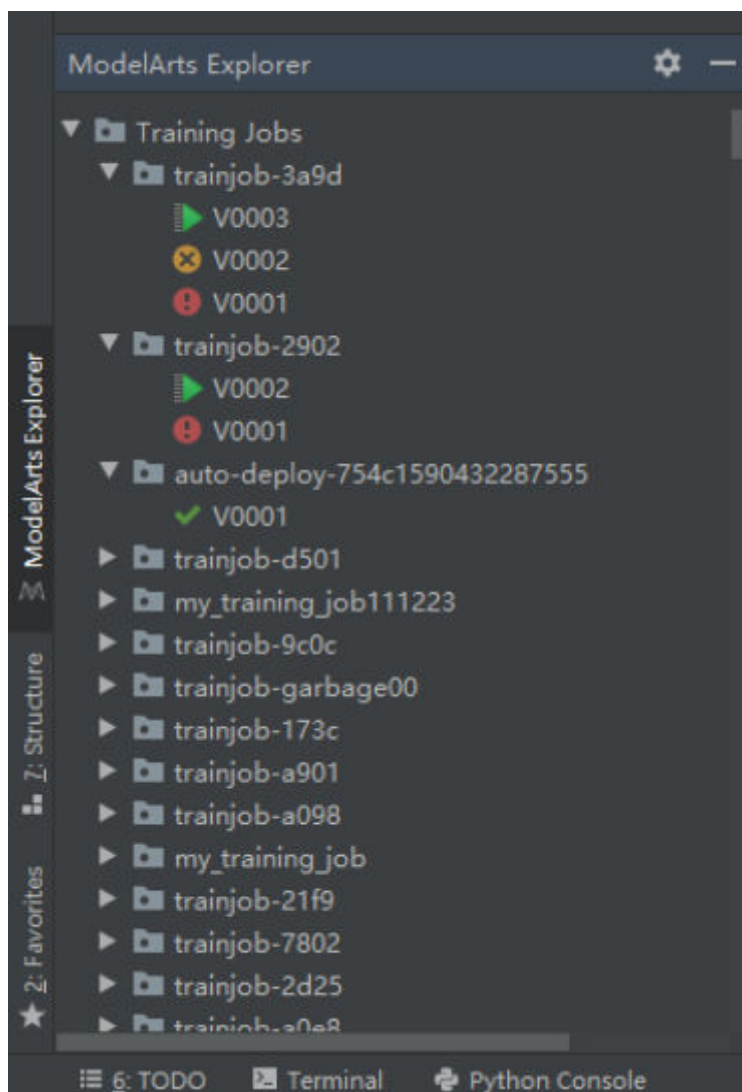 ModelArts Explorer
Training Jobs
trainjob-3a9d
V0003
V0002
V0001
trainjob-2902
V0002
V0001
auto-deploy-754c1590432287555
V0001
trainjob-d501
my_training_job111223
trainjob-9c0c
trainjob-garbage00
trainjob-173c
trainjob-a901
trainjob-a098
my_training_job
trainjob-21f9
trainjob-7802
trainjob-2d25
trainjob-a0e8
ModelArts Explorer
7: Structure
2: Favorites
6: TODO Terminal Python Console